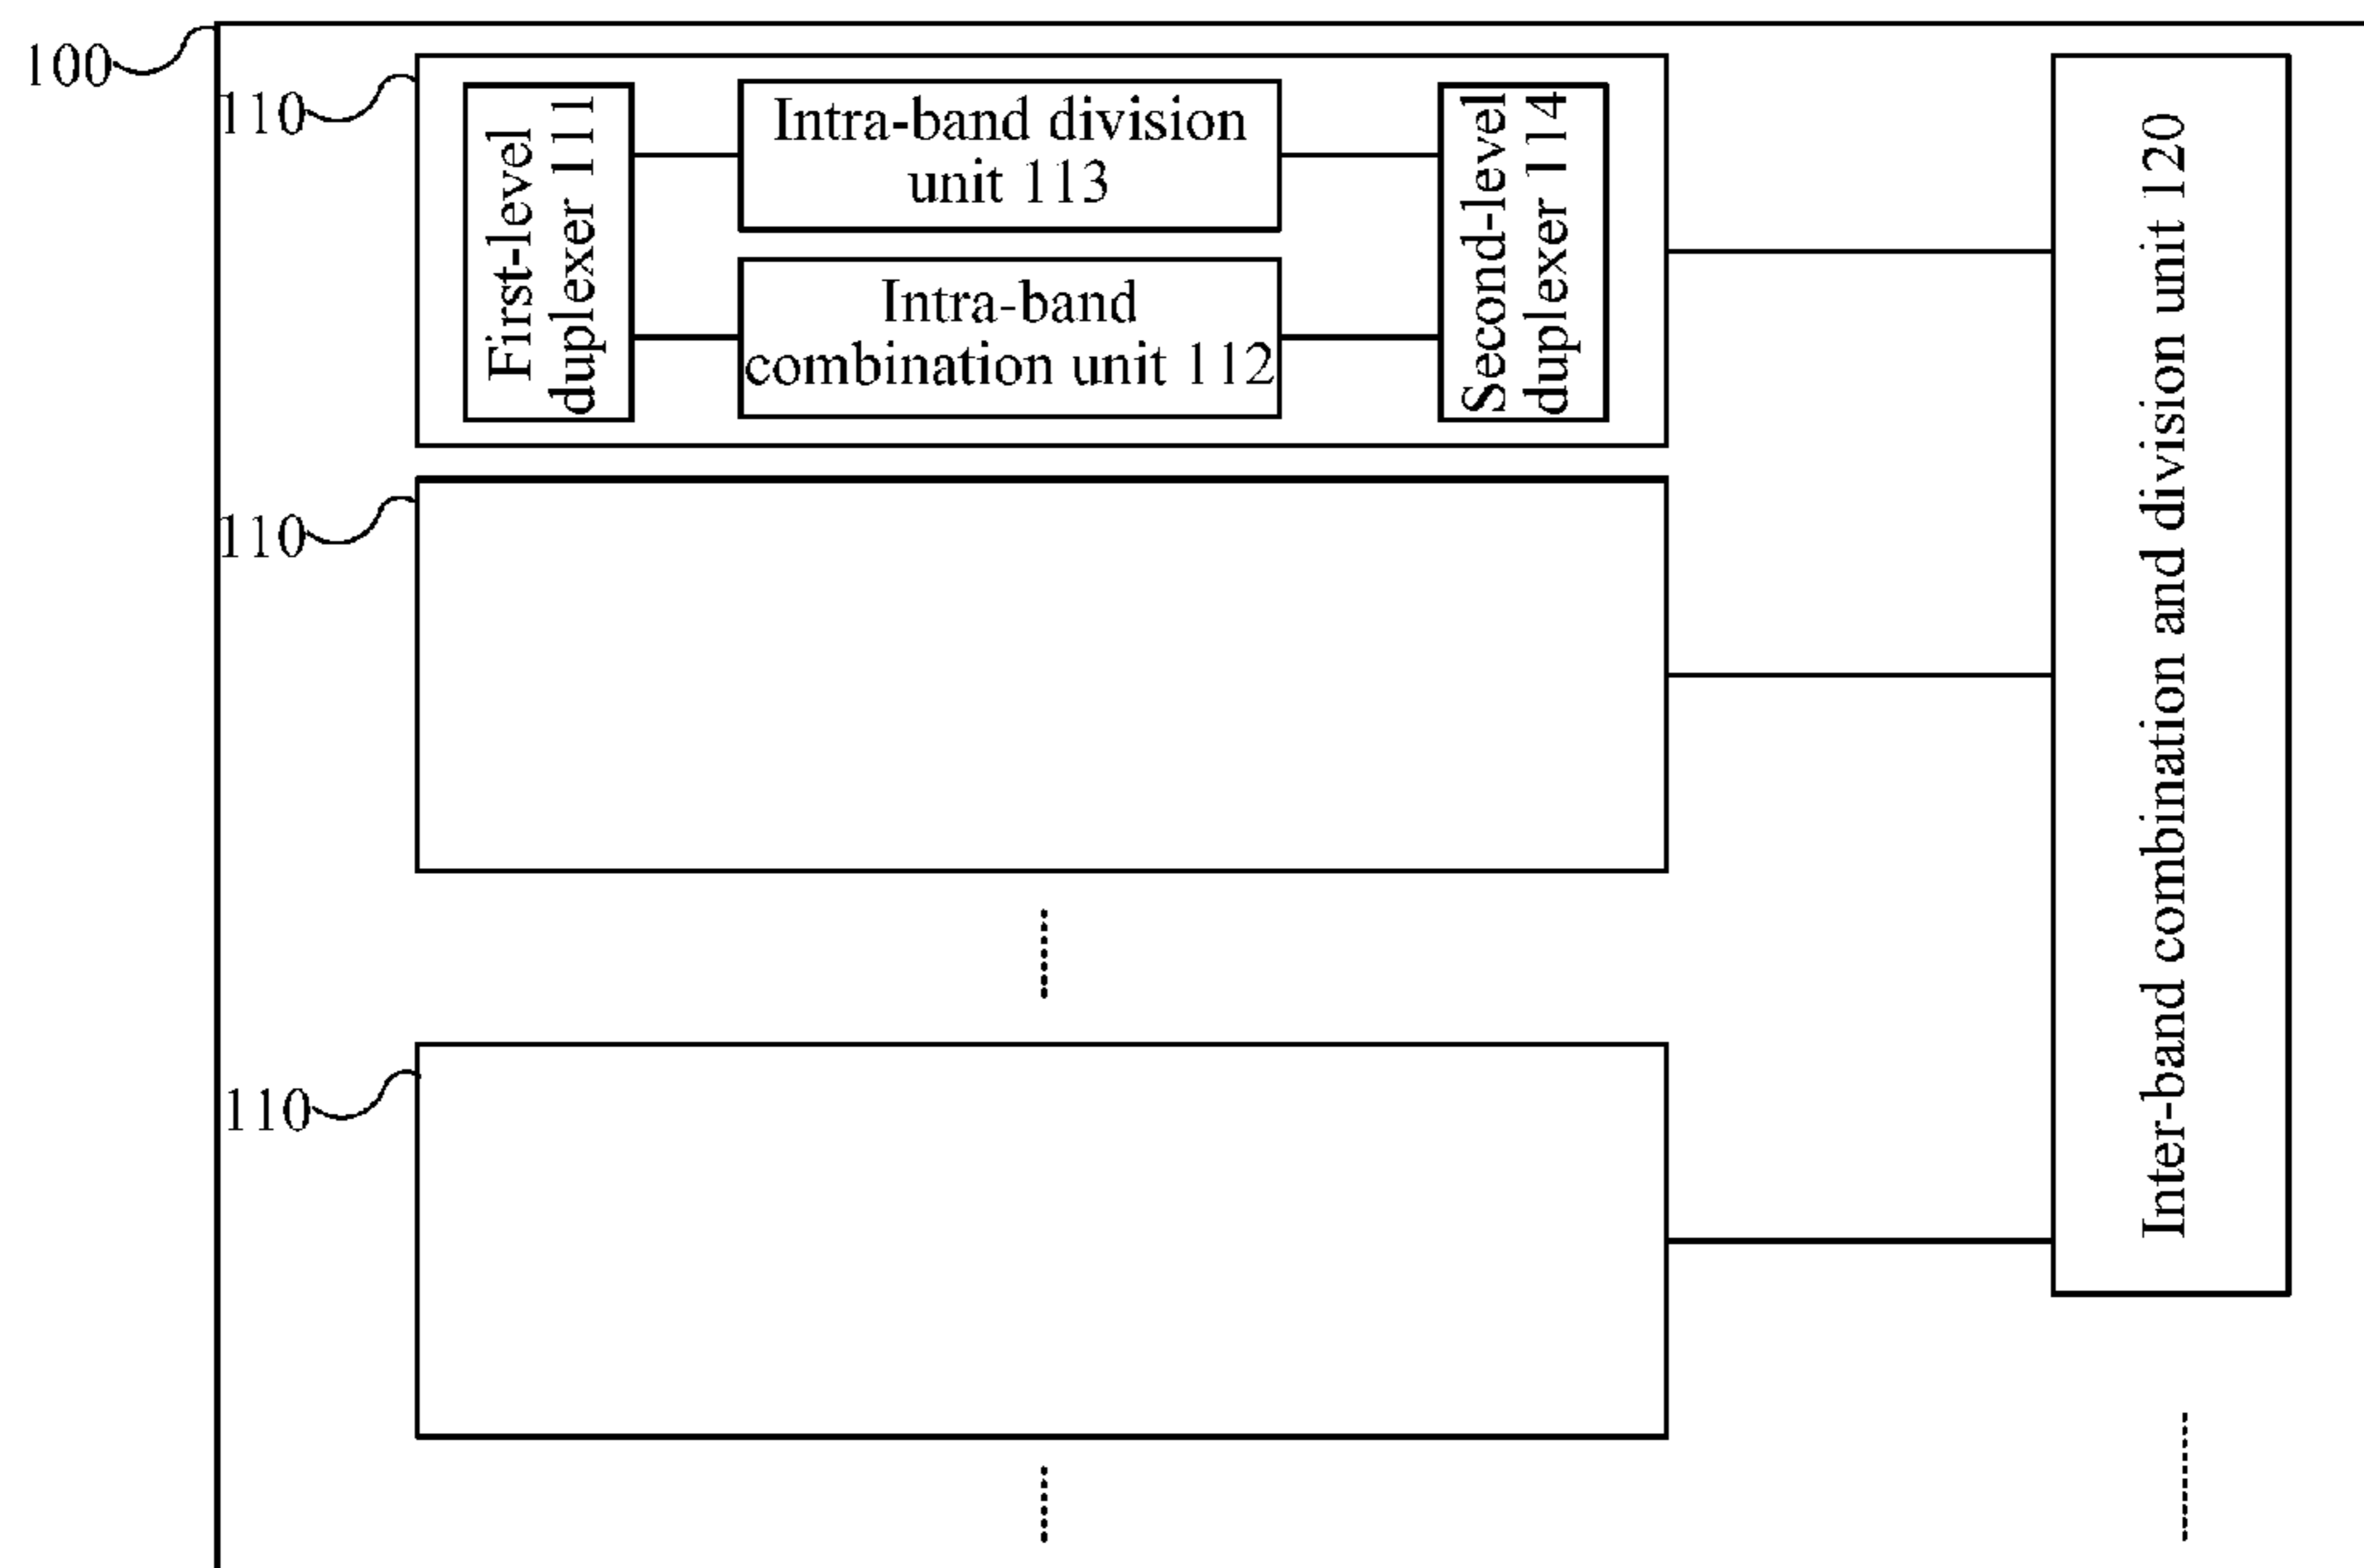 100
110
First-level
duplexer 111
Intra-band division
unit 113
Intra-band
combination unit 112
Second-level
duplexer 114
110
110
Inter-band combination and division unit 120